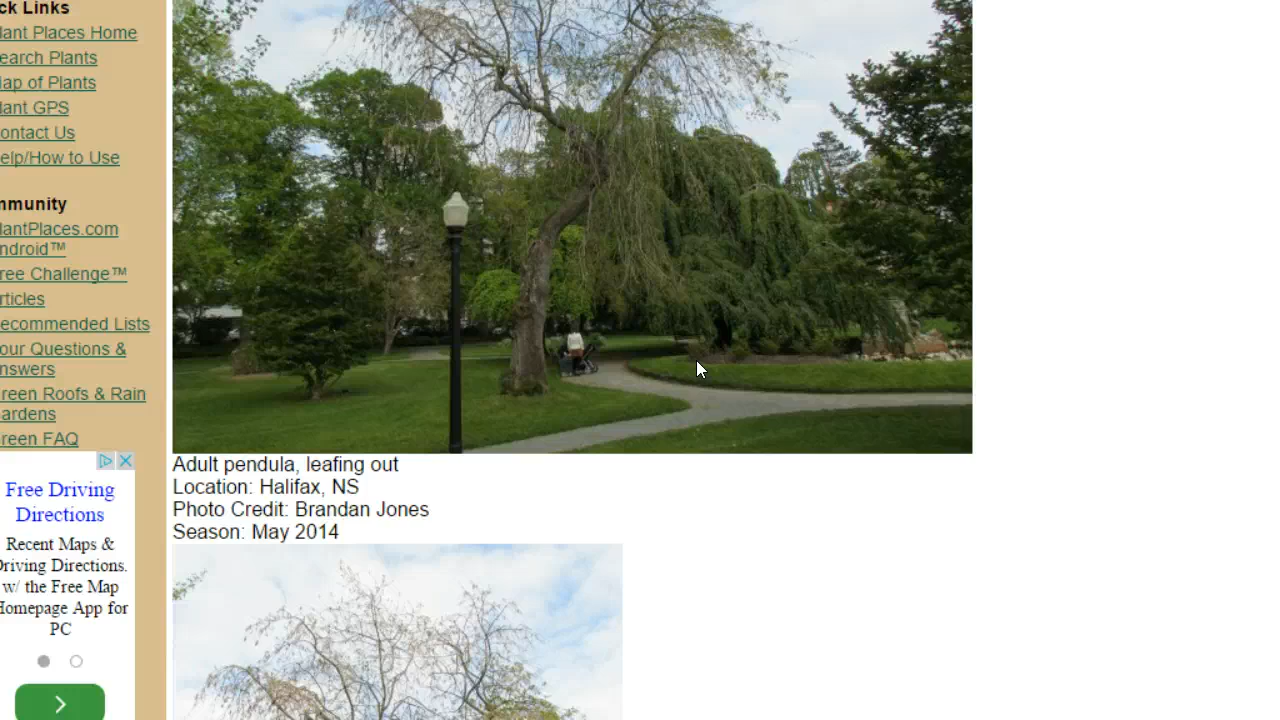 ck Links
lant Places Home
earch Plants
ap of Plants
lant GPS
ontact Us
elp/How to Use
mmunity
lantPlaces.com
ndroid™
ree Challenge™
rticles
ecommended Lists
our Questions &
nswers
reen Roofs & Rain
ardens
reen FAQ
Free Driving
Directions
Recent Maps &
Driving Directions.
w/ the Free Map
Homepage App for
PC
Adult pendula, leafing out
Location: Halifax, NS
Photo Credit: Brandan Jones
Season: May 2014